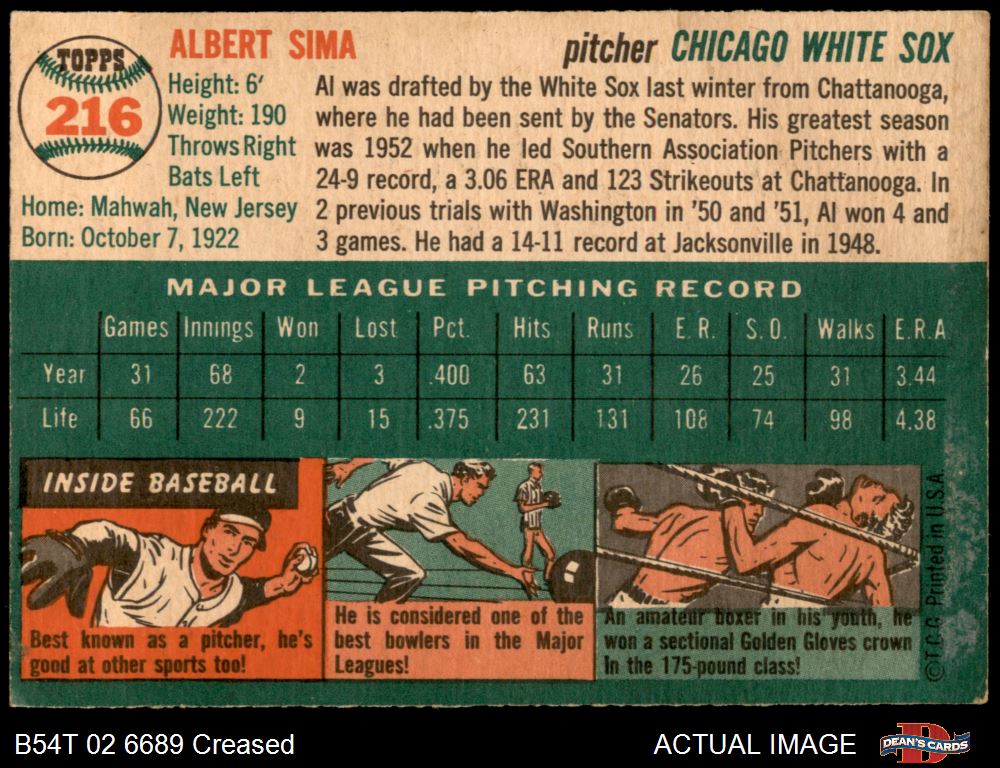 TOPPS
216
ALBERT SIMA
pitcher CHICAGO WHITE SOX
Height: 6'
Weight: 190
Throws Right
Bats Left
Home: Mahwah, New Jersey
Born: October 7, 1922
Al was drafted by the White Sox last winter from Chattanooga,
where he had been sent by the Senators. His greatest season
was 1952 when he led Southern Association Pitchers with a
24-9 record, a 3.06 ERA and 123 Strikeouts at Chattanooga. In
2 previous trials with Washington in '50 and '51, Al won 4 and
3 games. He had a 14-11 record at Jacksonville in 1948.
MAJOR LEAGUE PITCHING RECORD
Games Innings Won Lost Pct. Hits Runs E. R. S. O. Walks E.R.A
Year 31 68 2 3 .400 63 31 26 25 31 3.44
Life 66 222 9 15 .375 231 131 108 74 98 4.38
INSIDE BASEBALL
Best known as a pitcher, he's
good at other sports too!
He is considered one of the
best bowlers in the Major
Leagues!
An amateur boxer in his youth, he
won a sectional Golden Gloves crown
In the 175-pound class!
©T.C.G. Printed in U.S.A.
B54T 02 6689 Creased
ACTUAL IMAGE
DEAN'S CARDS